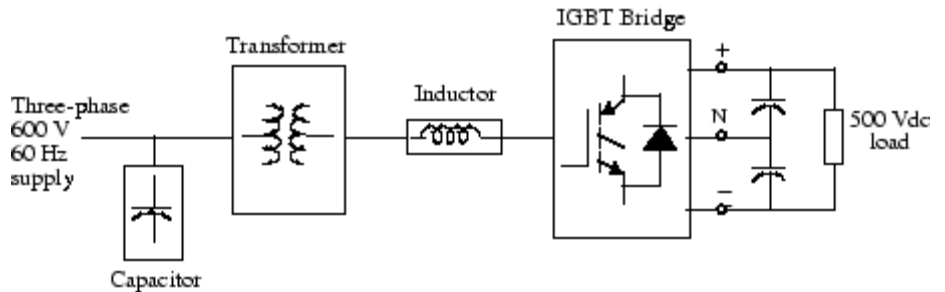 IGBT Bridge
Transformer
Inductor
Three-phase
600 V
60 Hz
supply
Capacitor
+
N
−
500 Vdc
load